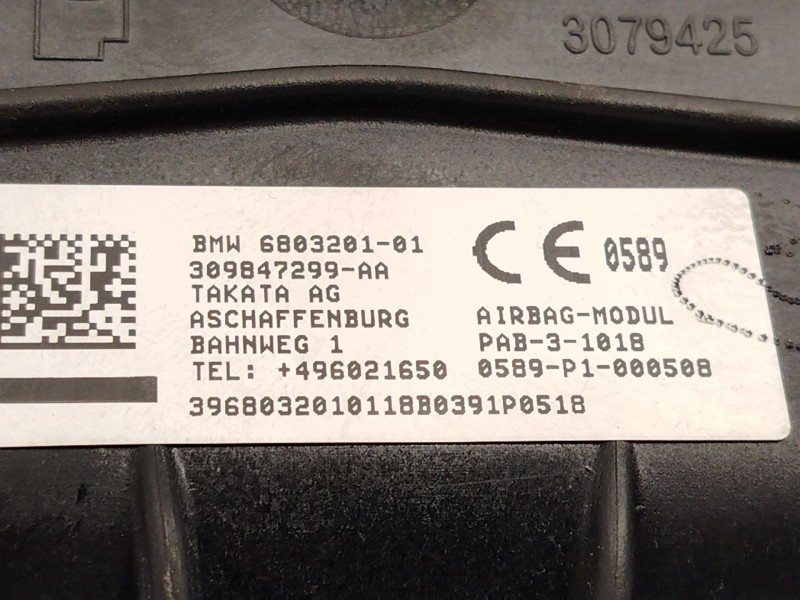 3079425
BMW 6803201-01
309847299-AA
TAKATA AG
ASCHAFFENBURG
BAHNWEG 1
TEL: +496021650
CE 0589
AIRBAG-MODUL
PAB-3-1018
0589-P1-000508
3968032010118B0391P0518